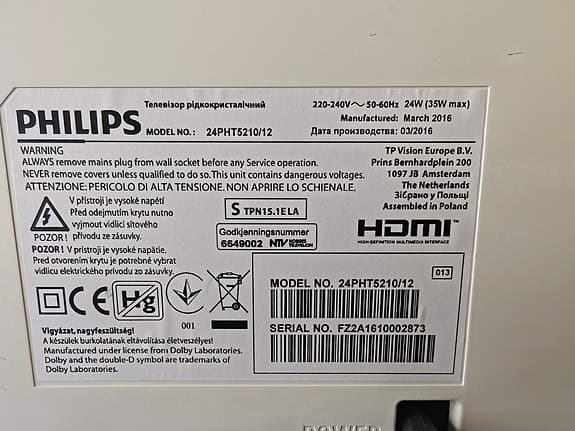 Телевізор рідкокристалічний
220-240V~ 50-60Hz 24W (35W max)
PHILIPS MODEL NO.: 24PHT5210/12
Manufactured: March 2016
Дата производства: 03/2016
WARNING
ALWAYS remove mains plug from wall socket before any Service operation.
NEVER remove covers unless qualified to do so.This unit contains dangerous voltages.
ATTENZIONE: PERICOLO DI ALTA TENSIONE. NON APRIRE LO SCHIENALE.
TP Vision Europe B.V.
Prins Bernhardplein 200
1097 JB Amsterdam
The Netherlands
Зібрано у Польщі
Assembled in Poland
V přístroji je vysoké napětí
Před odejmutím krytu nutno
vyjmout vidlici síťového
POZOR ! přívodu ze zásuvky.
POZOR ! V prístroji je vysoké napätie.
Pred otvorením krytu je potrebné vybrať
vidlicu elektrického prívodu zo zásuvky.
S TPN15.1E LA
Godkjenningsnummer
6649002 NTV NORGES TELEVISJON
HDMI™
HIGH-DEFINITION MULTIMEDIA INTERFACE
CE Hg
001
013
MODEL NO. 24PHT5210/12
SERIAL NO. FZ2A1610002873
Vigyázat, nagyfeszültség!
A készülék burkolatának eltávolítása életveszélyes!
Manufactured under license from Dolby Laboratories.
Dolby and the double-D symbol are trademarks of
Dolby Laboratories.
POWER